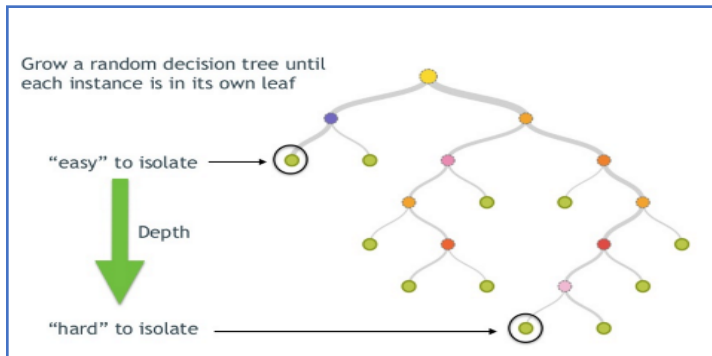 Grow a random decision tree until
each instance is in its own leaf
“easy” to isolate
Depth
“hard” to isolate